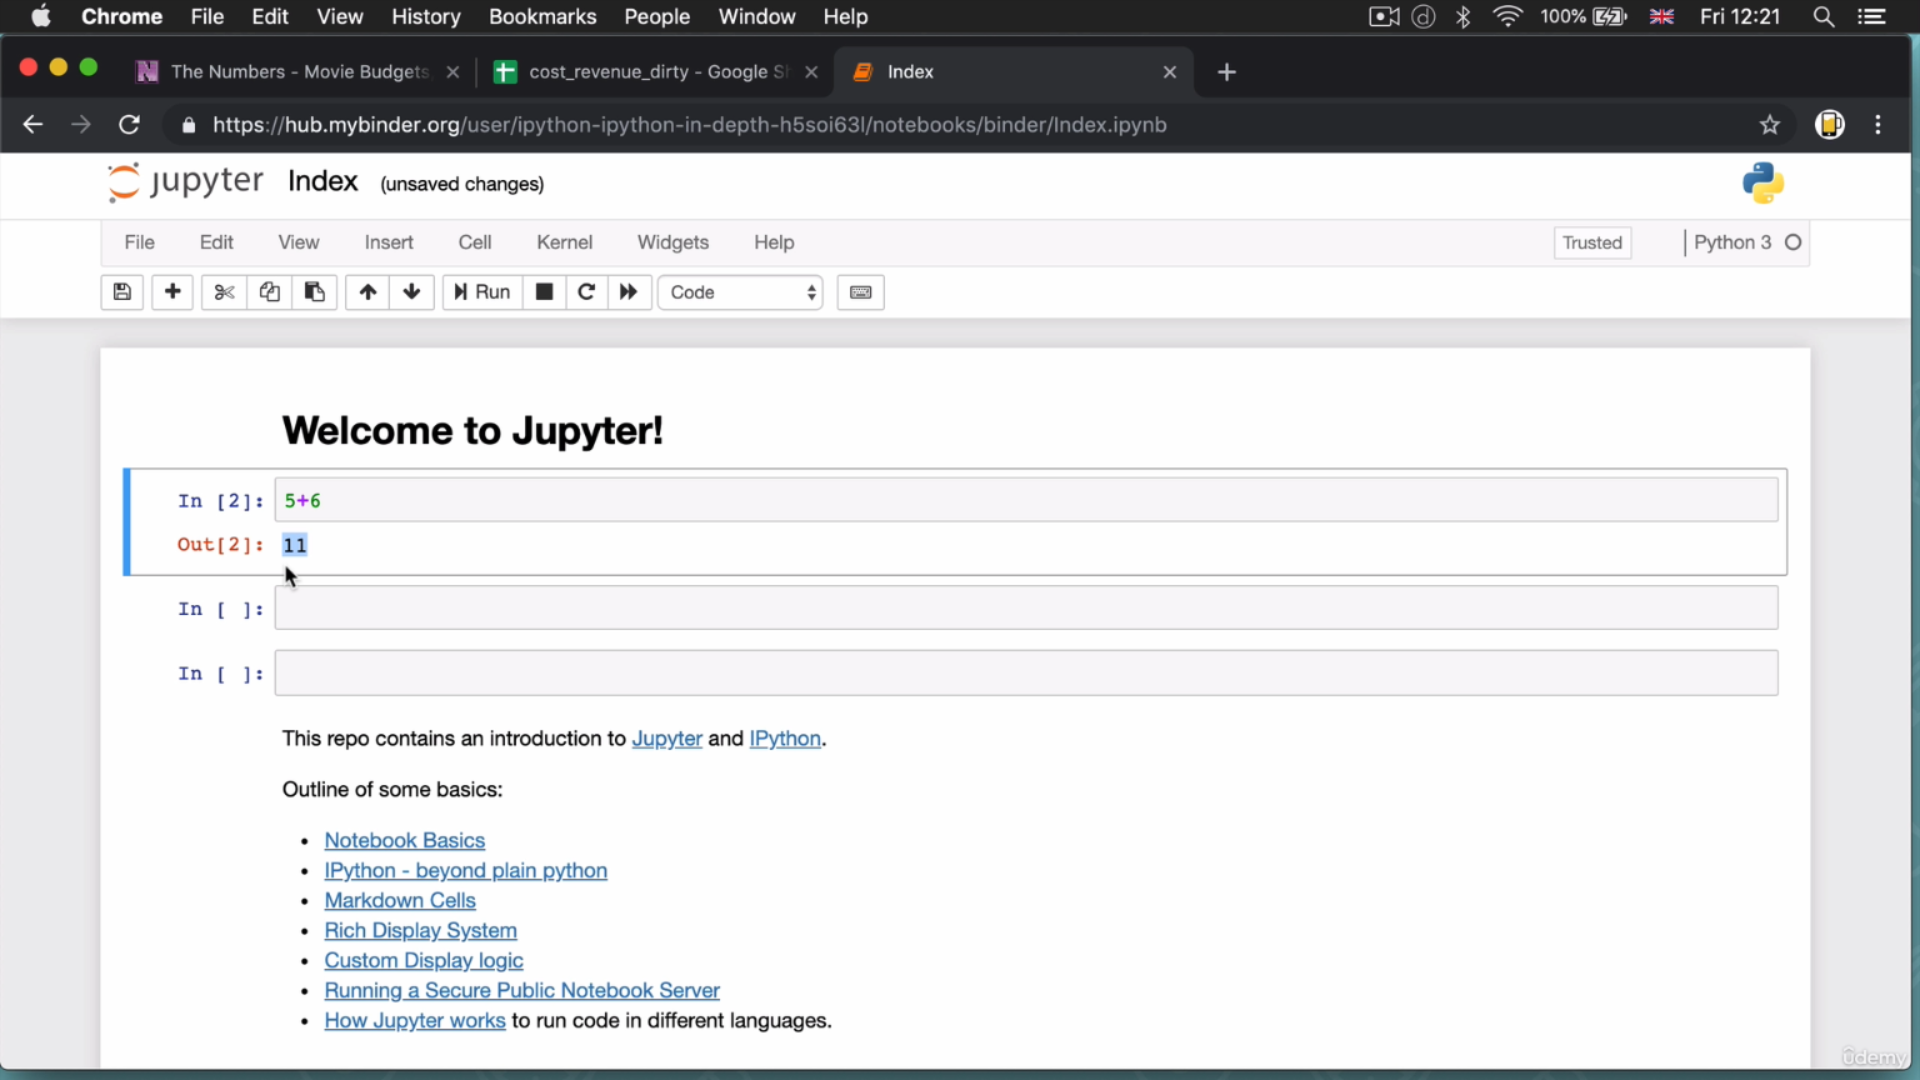 Chrome File Edit View History Bookmarks People Window Help 100% Fri 12:21
The Numbers - Movie Budgets, cost_revenue_dirty - Google Sh Index
https://hub.mybinder.org/user/ipython-ipython-in-depth-h5soi63l/notebooks/binder/Index.ipynb
jupyter Index (unsaved changes)
File Edit View Insert Cell Kernel Widgets Help Trusted Python 3
Run Code
Welcome to Jupyter!
In [2]: 5+6
Out[2]: 11
In [ ]:
In [ ]:
This repo contains an introduction to Jupyter and IPython.
Outline of some basics:
• Notebook Basics
• IPython - beyond plain python
• Markdown Cells
• Rich Display System
• Custom Display logic
• Running a Secure Public Notebook Server
• How Jupyter works to run code in different languages.
ûdemy